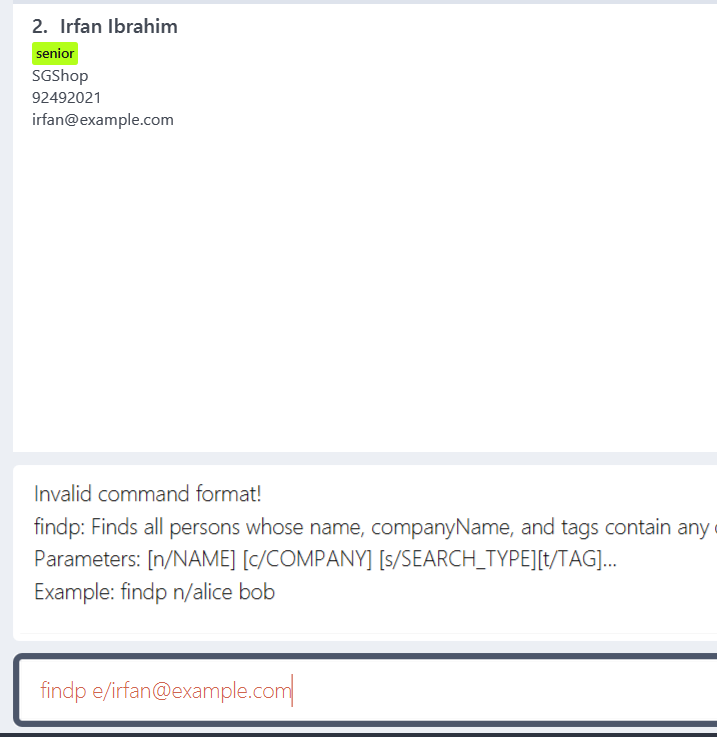 2. Irfan Ibrahim
senior
SGShop
92492021
irfan@example.com
Invalid command format!
findp: Finds all persons whose name, companyName, and tags contain any
Parameters: [n/NAME] [c/COMPANY] [s/SEARCH_TYPE][t/TAG]...
Example: findp n/alice bob
findp e/irfan@example.com